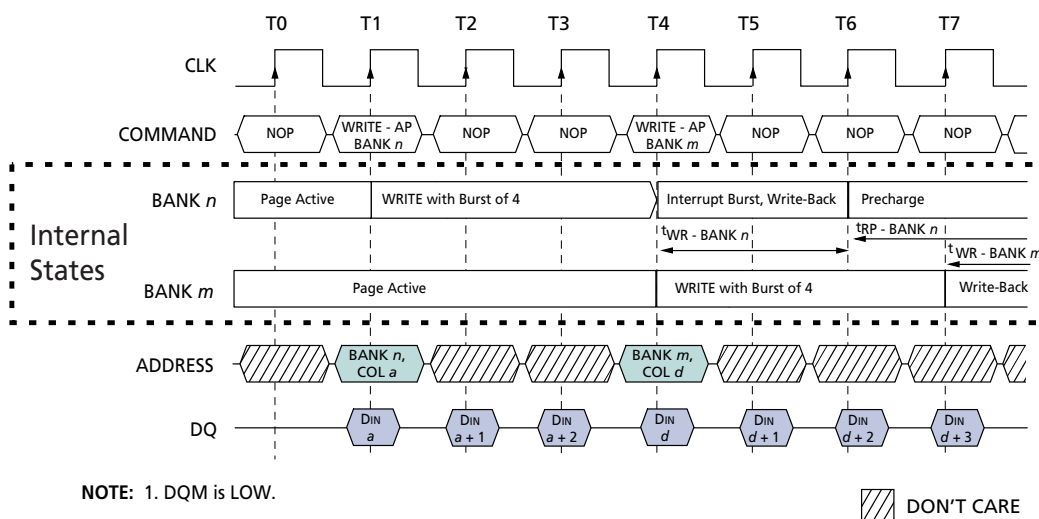 T0 T1 T2 T3 T4 T5 T6 T7
CLK
COMMAND NOP WRITE - AP BANK n NOP NOP WRITE - AP BANK m NOP NOP NOP
Internal States
BANK n Page Active WRITE with Burst of 4 Interrupt Burst, Write-Back Precharge
tWR - BANK n tRP - BANK n
tWR - BANK m
BANK m Page Active WRITE with Burst of 4 Write-Back
ADDRESS BANK n, COL a BANK m, COL d
DQ DIN a DIN a + 1 DIN a + 2 DIN d DIN d + 1 DIN d + 2 DIN d + 3
NOTE: 1. DQM is LOW.
DON'T CARE